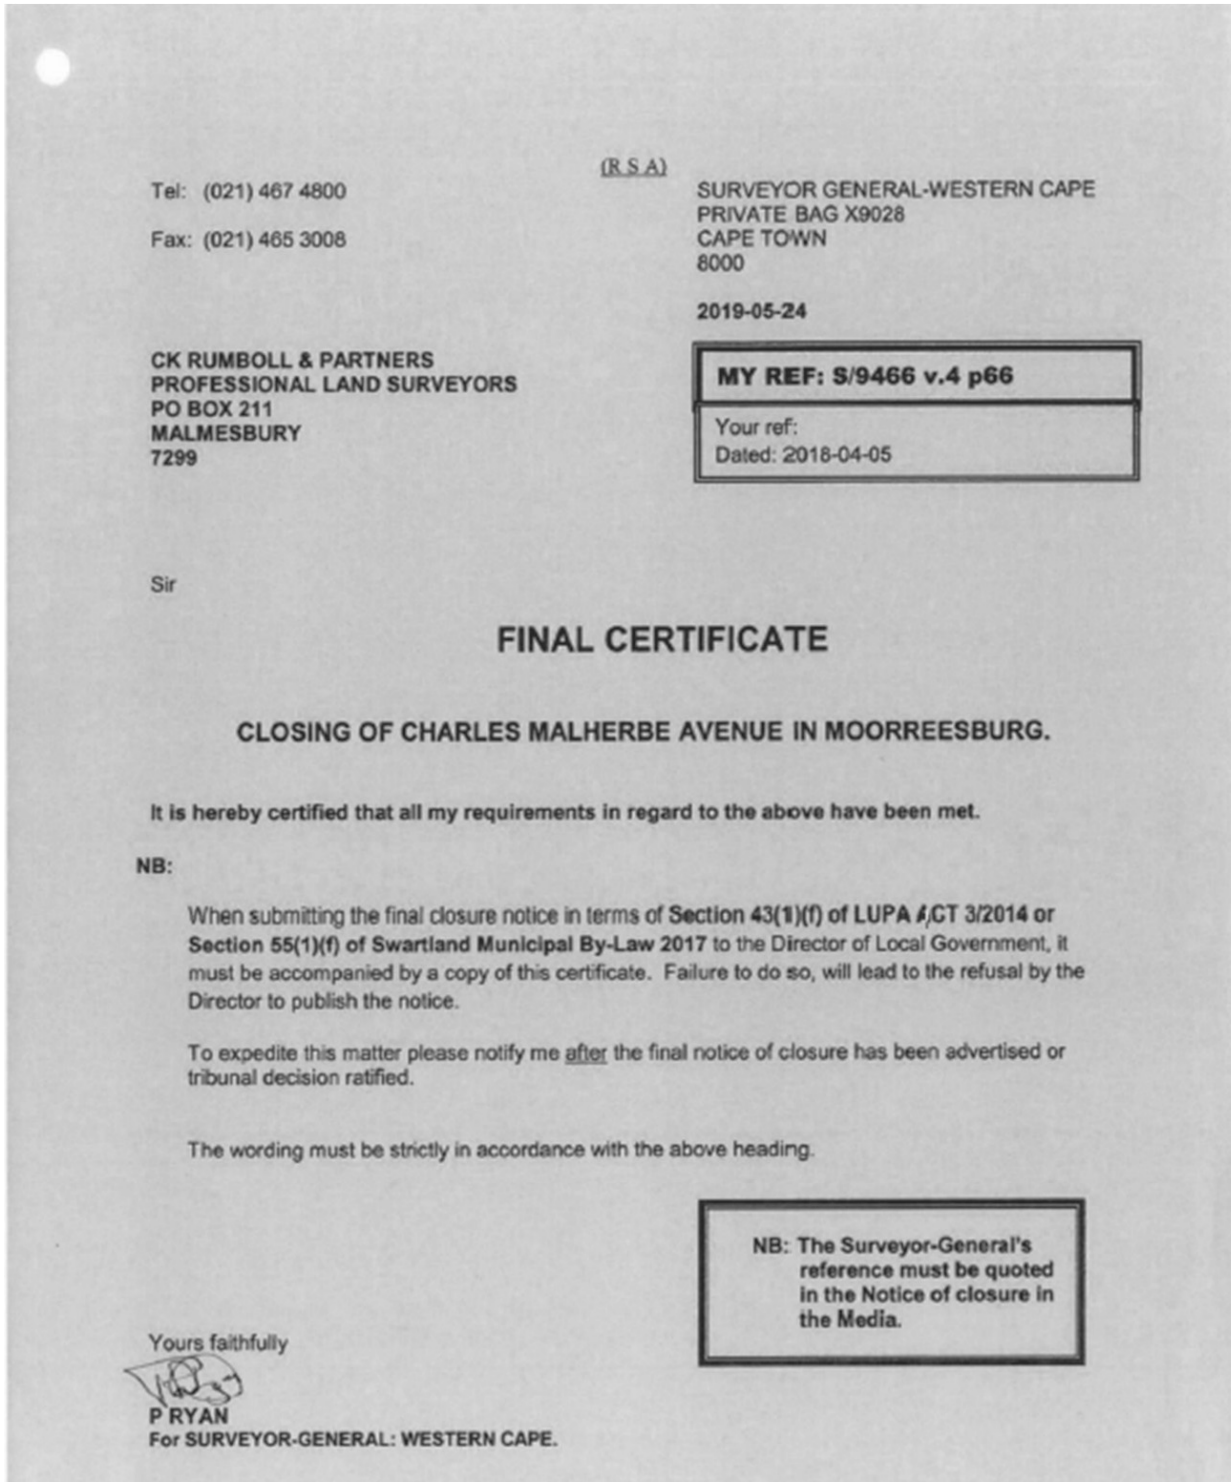 (R S A)
Tel: (021) 467 4800
Fax: (021) 465 3008
SURVEYOR GENERAL-WESTERN CAPE
PRIVATE BAG X9028
CAPE TOWN
8000
2019-05-24
CK RUMBOLL & PARTNERS
PROFESSIONAL LAND SURVEYORS
PO BOX 211
MALMESBURY
7299
MY REF: S/9466 v.4 p66
Your ref:
Dated: 2018-04-05
Sir
FINAL CERTIFICATE
CLOSING OF CHARLES MALHERBE AVENUE IN MOORREESBURG.
It is hereby certified that all my requirements in regard to the above have been met.
NB:
When submitting the final closure notice in terms of Section 43(1)(f) of LUPA ACT 3/2014 or
Section 55(1)(f) of Swartland Municipal By-Law 2017 to the Director of Local Government, it
must be accompanied by a copy of this certificate. Failure to do so, will lead to the refusal by the
Director to publish the notice.
To expedite this matter please notify me after the final notice of closure has been advertised or
tribunal decision ratified.
The wording must be strictly in accordance with the above heading.
NB: The Surveyor-General's
reference must be quoted
in the Notice of closure in
the Media.
Yours faithfully
P RYAN
For SURVEYOR-GENERAL: WESTERN CAPE.